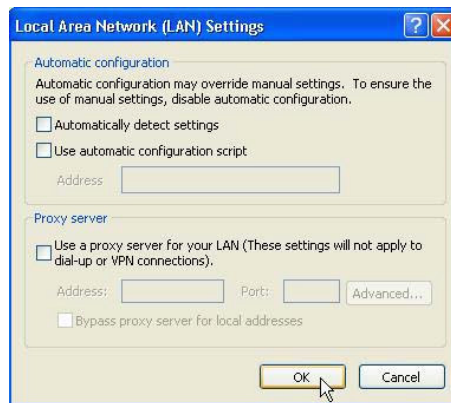 Local Area Network (LAN) Settings
Automatic configuration
Automatic configuration may override manual settings.  To ensure the
use of manual settings, disable automatic configuration.
Automatically detect settings
Use automatic configuration script
Address
Proxy server
Use a proxy server for your LAN (These settings will not apply to
dial-up or VPN connections).
Address:
Port:
Advanced...
Bypass proxy server for local addresses
OK
Cancel